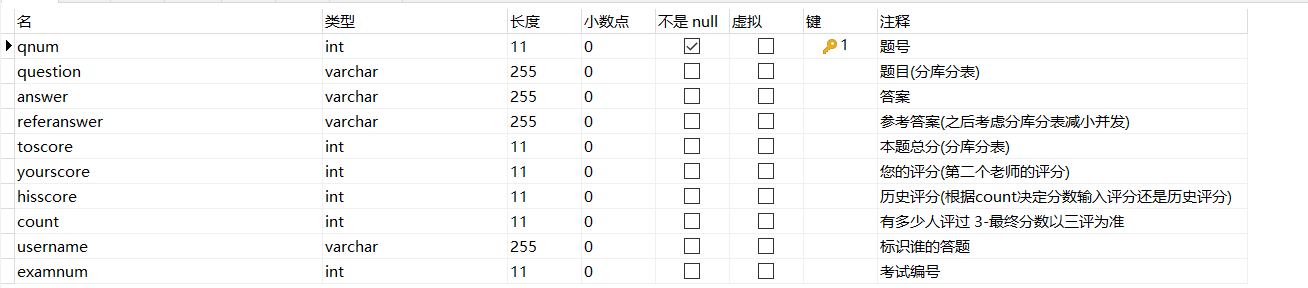 名 类型 长度 小数点 不是 null 虚拟 键 注释
qnum int 11 0 1 题号
question varchar 255 0 题目(分库分表)
answer varchar 255 0 答案
referanswer varchar 255 0 参考答案(之后考虑分库分表减小并发)
toscore int 11 0 本题总分(分库分表)
yourscore int 11 0 您的评分(第二个老师的评分)
hisscore int 11 0 历史评分(根据count决定分数输入评分还是历史评分)
count int 11 0 有多少人评过 3-最终分数以三评为准
username varchar 255 0 标识谁的答题
examnum int 11 0 考试编号